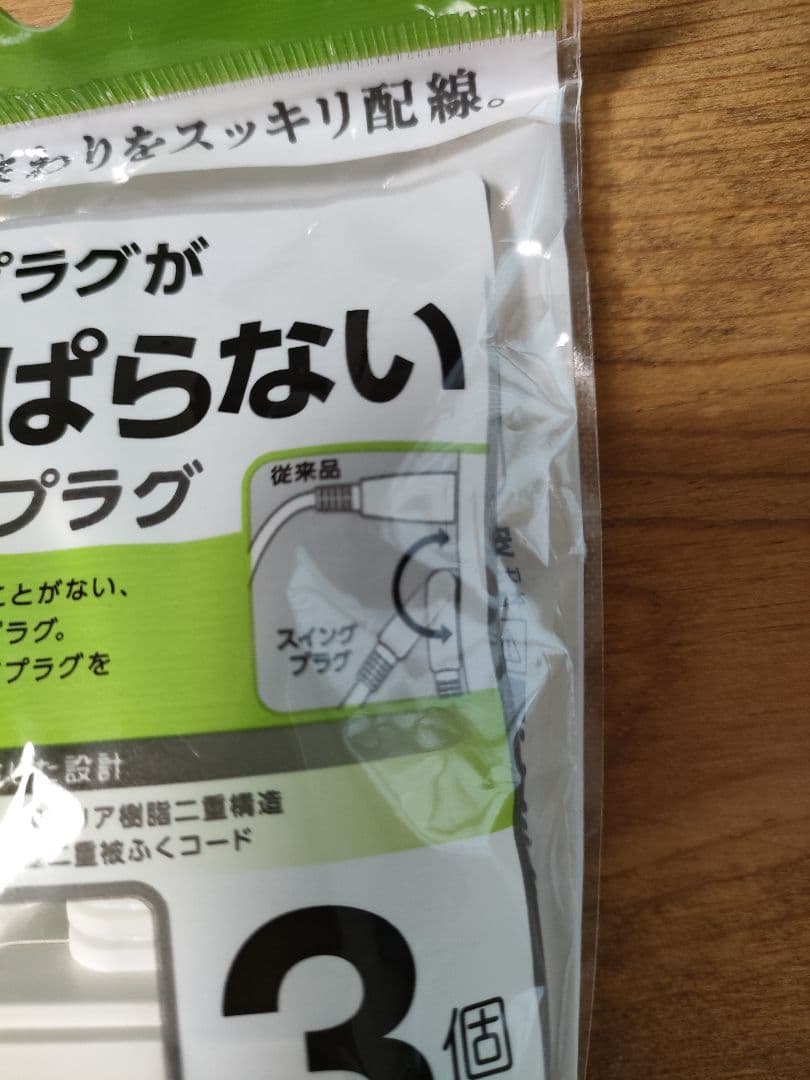 まわりをスッキリ配線。
プラグが
ぱらない
プラグ
従来品
スイング
プラグ
ことがない、
プラグ。
プラグを
いた設計
リア樹脂二重構造
二重被ふくコード
3個